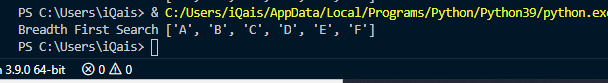 PS C:\Users\iQais> & C:/Users/iQais/AppData/Local/Programs/Python/Python39/python.exe
Breadth First Search ['A', 'B', 'C', 'D', 'E', 'F']
PS C:\Users\iQais>
3.9.0 64-bit 0 0